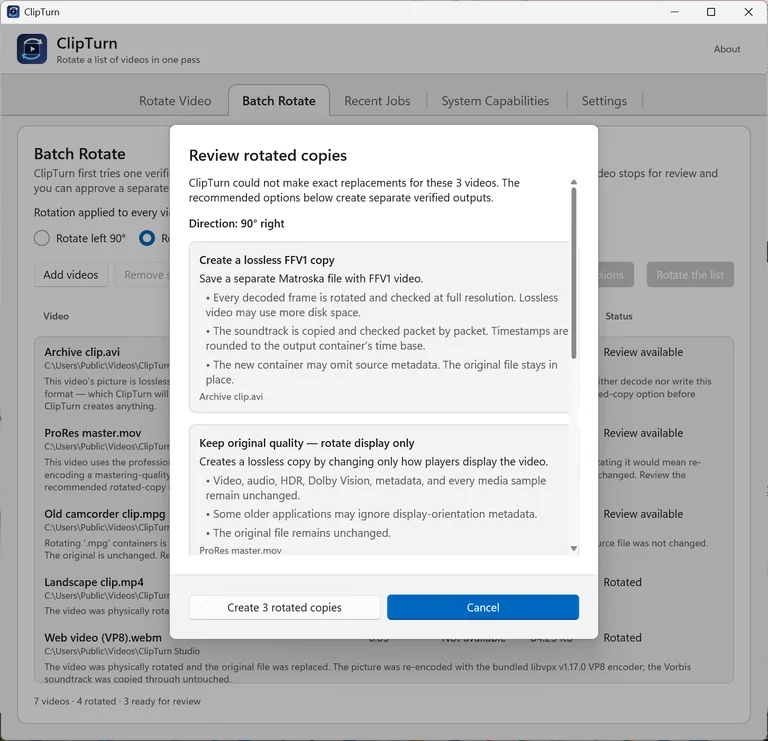 ClipTurn
ClipTurn
Rotate a list of videos in one pass
About
Rotate Video
Batch Rotate
Recent Jobs
System Capabilities
Settings
Batch Rotate
ClipTurn first tries one
deo stops for review and
you can approve a separate
Rotation applied to every
Rotate left 90°
Add videos
Remove
Rotate the list
Video
Status
Archive clip.avi
Review available
C:\Users\Public\Videos\ClipTurn
This video's picture is lossless
ither decode nor write this
format — which ClipTurn will
ed-copy option before
ClipTurn creates anything.
ProRes master.mov
Review available
C:\Users\Public\Videos\ClipTurn
This video uses the profession
tating it would mean re-
encoding a mastering-quality
changed. Review the
recommended rotated-copy
Old camcorder clip.mpg
Review available
C:\Users\Public\Videos\ClipTurn
Rotating '.mpg' containers is
urce file was not changed.
The original is unchanged. Re
Landscape clip.mp4
Rotated
C:\Users\Public\Videos\ClipTurn
The video was physically rota
Web video (VP8).webm
Rotated
C:\Users\Public\Videos\ClipTurn Studio
The video was physically rotated and the original file was replaced. The picture was re-encoded with the bundled libvpx v1.17.0 VP8 encoder; the Vorbis
soundtrack was copied through untouched.
7 videos · 4 rotated · 3 ready for review
Review rotated copies
ClipTurn could not make exact replacements for these 3 videos. The
recommended options below create separate verified outputs.
Direction: 90° right
Create a lossless FFV1 copy
Save a separate Matroska file with FFV1 video.
• Every decoded frame is rotated and checked at full resolution. Lossless
video may use more disk space.
• The soundtrack is copied and checked packet by packet. Timestamps are
rounded to the output container's time base.
• The new container may omit source metadata. The original file stays in
place.
Archive clip.avi
Keep original quality — rotate display only
Creates a lossless copy by changing only how players display the video.
• Video, audio, HDR, Dolby Vision, metadata, and every media sample
remain unchanged.
• Some older applications may ignore display-orientation metadata.
• The original file remains unchanged.
ProRes master.mov
Create 3 rotated copies
Cancel